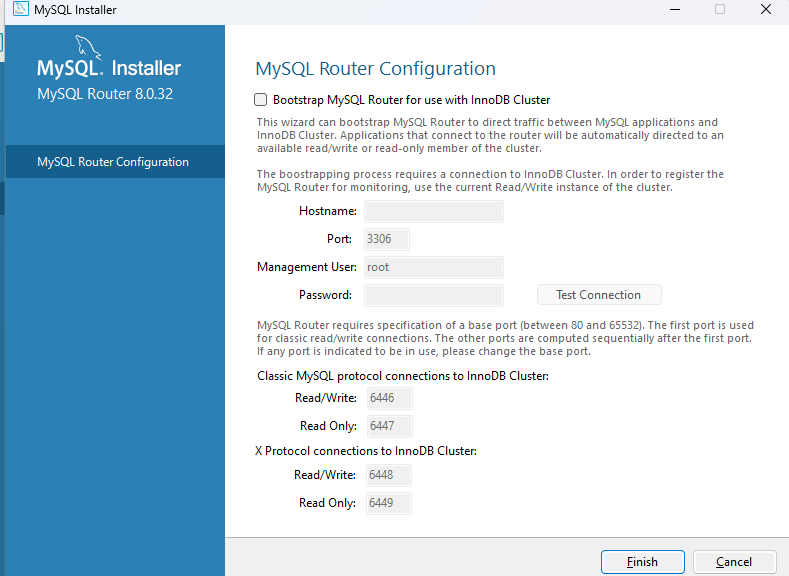 MySQL Installer
MySQL. Installer
MySQL Router 8.0.32
MySQL Router Configuration
MySQL Router Configuration
Bootstrap MySQL Router for use with InnoDB Cluster
This wizard can bootstrap MySQL Router to direct traffic between MySQL applications and
InnoDB Cluster. Applications that connect to the router will be automatically directed to an
available read/write or read-only member of the cluster.
The boostrapping process requires a connection to InnoDB Cluster. In order to register the
MySQL Router for monitoring, use the current Read/Write instance of the cluster.
Hostname:
Port: 3306
Management User: root
Password: Test Connection
MySQL Router requires specification of a base port (between 80 and 65532). The first port is used
for classic read/write connections. The other ports are computed sequentially after the first port.
If any port is indicated to be in use, please change the base port.
Classic MySQL protocol connections to InnoDB Cluster:
Read/Write: 6446
Read Only: 6447
X Protocol connections to InnoDB Cluster:
Read/Write: 6448
Read Only: 6449
Finish Cancel